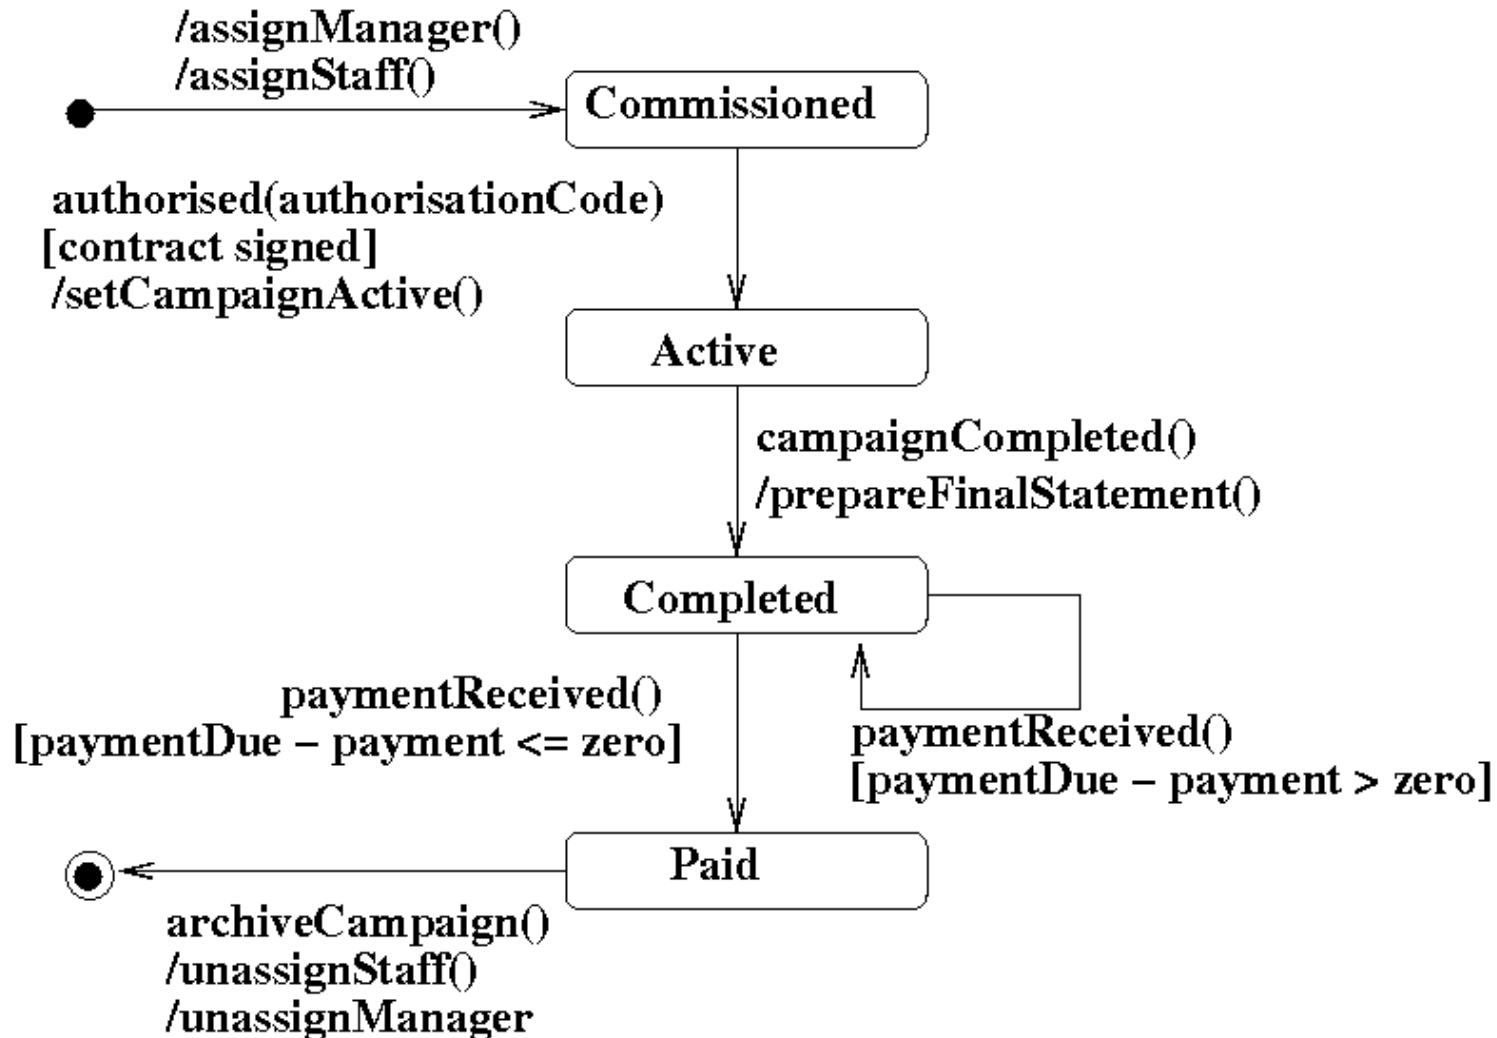 /assignManager()
/assignStaff()
Commissioned
authorised(authorisationCode)
[contract signed]
/setCampaignActive()
Active
campaignCompleted()
/prepareFinalStatement()
Completed
paymentReceived()
[paymentDue – payment <= zero]
paymentReceived()
[paymentDue – payment > zero]
Paid
archiveCampaign()
/unassignStaff()
/unassignManager